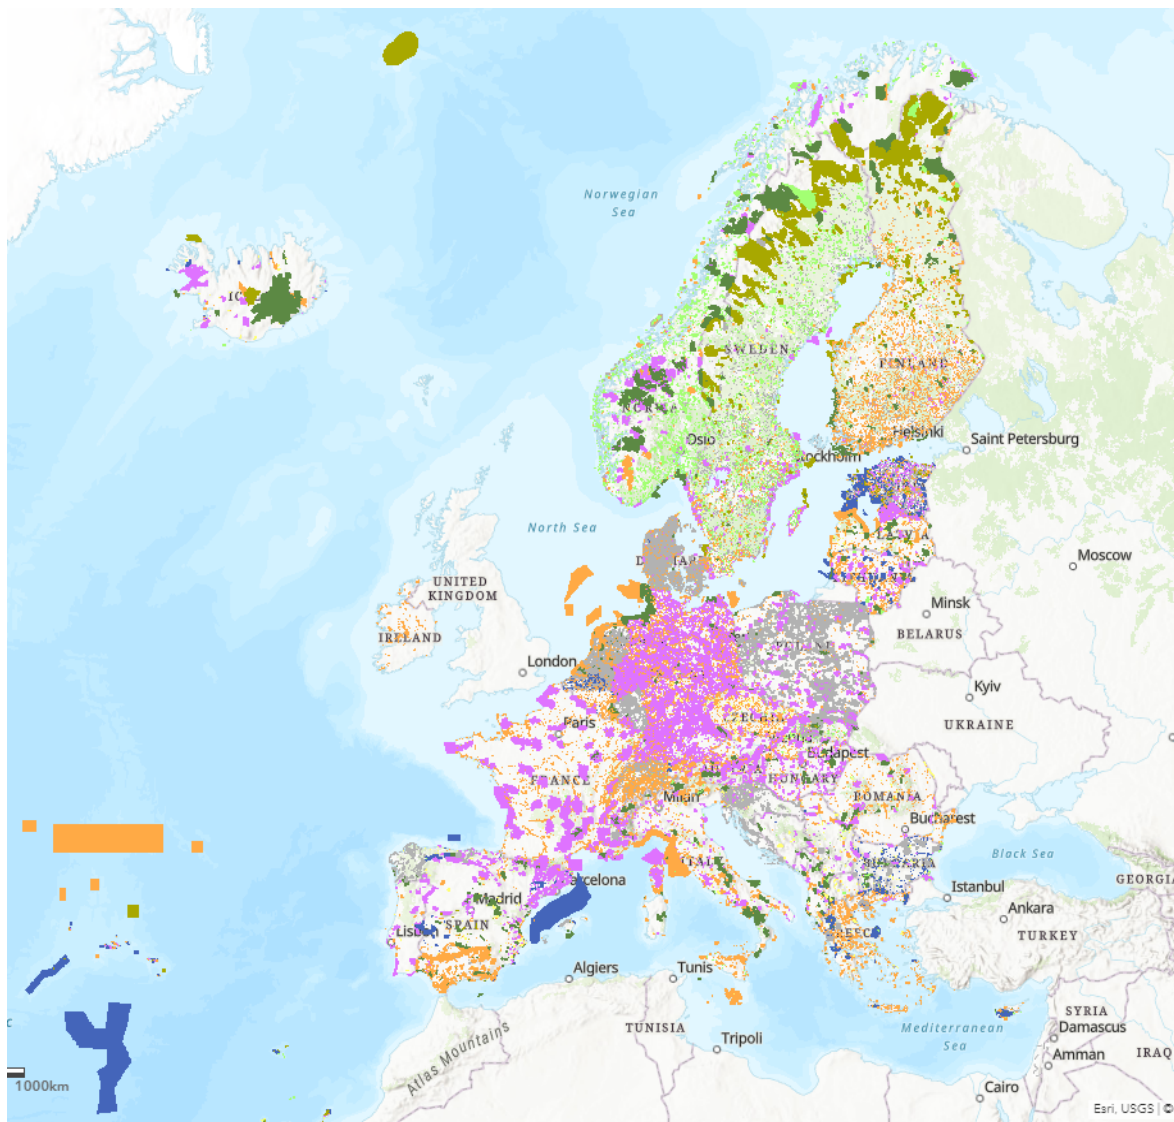 Norwegian
Sea
SWEDEN
FINLAND
Oslo
Helsinki
Saint Petersburg
North Sea
Moscow
UNITED
KINGDOM
IRELAND
Minsk
BELARUS
London
Kyiv
UKRAINE
Paris
Budapest
FRANCE
HUNGARY
Milan
ROMANIA
Bucharest
Black Sea
Istanbul
GEORGIA
Madrid
SPAIN
Ankara
TURKEY
Algiers
Tunis
SYRIA
Damascus
TUNISIA
Tripoli
Mediterranean
Sea
Amman
IRAQ
Atlas Mountains
1000km
Cairo
Esri, USGS | ©